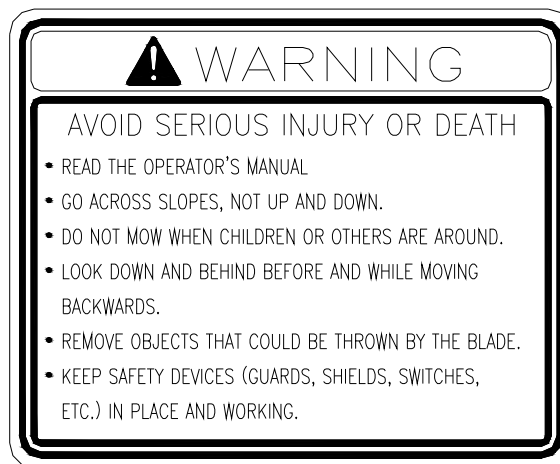 WARNING
AVOID SERIOUS INJURY OR DEATH
• READ THE OPERATOR'S MANUAL
• GO ACROSS SLOPES, NOT UP AND DOWN.
• DO NOT MOW WHEN CHILDREN OR OTHERS ARE AROUND.
• LOOK DOWN AND BEHIND BEFORE AND WHILE MOVING
BACKWARDS.
• REMOVE OBJECTS THAT COULD BE THROWN BY THE BLADE.
• KEEP SAFETY DEVICES (GUARDS, SHIELDS, SWITCHES,
ETC.) IN PLACE AND WORKING.